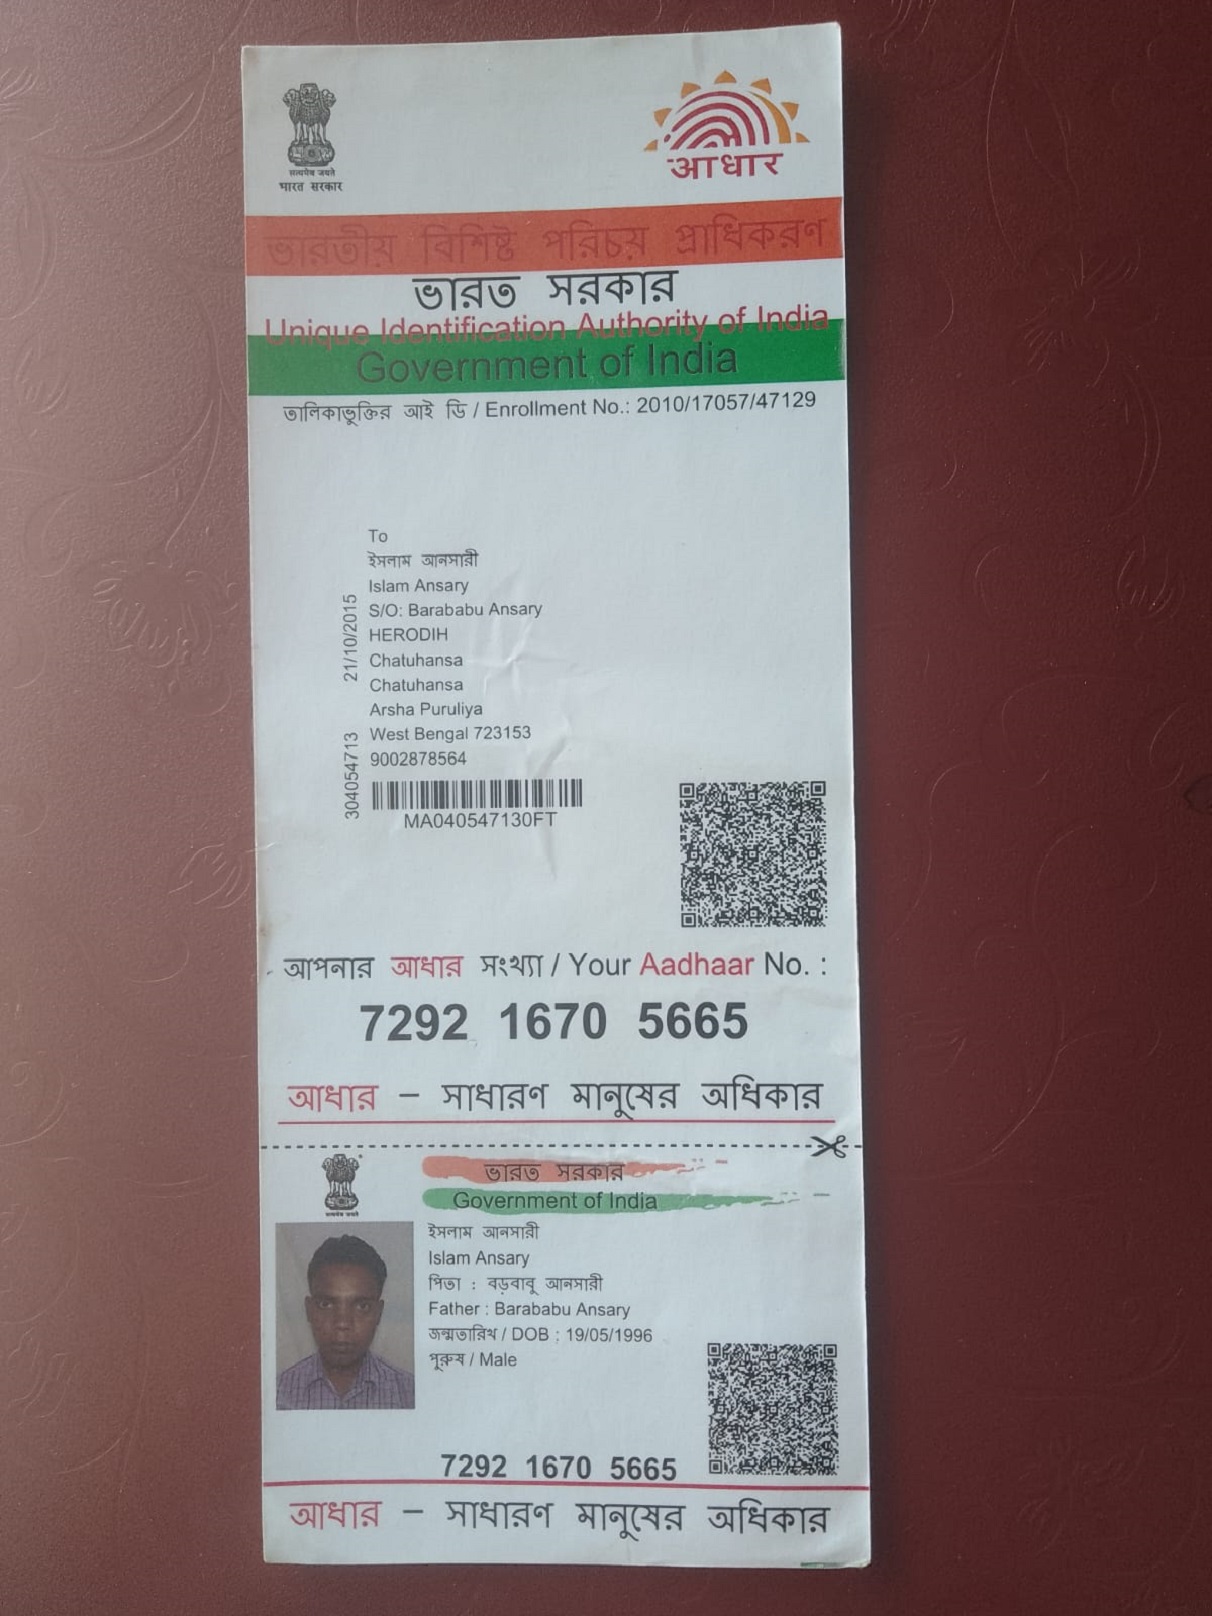 सत्यमेव जयते
भारत सरकार
आधार
ভারতীয় বিশিষ্ট পরিচয় প্রাধিকরণ
ভারত সরকার
Unique Identification Authority of India
Government of India
তালিকাভুক্তির আই ডি / Enrollment No.: 2010/17057/47129
To
ইসলাম আনসারী
Islam Ansary
S/O: Barababu Ansary
HERODIH
Chatuhansa
Chatuhansa
Arsha Puruliya
West Bengal 723153
9002878564
21/10/2015
304054713
MA040547130FT
আপনার আধার সংখ্যা / Your Aadhaar No. :
7292 1670 5665
আধার – সাধারণ মানুষের অধিকার
ভারত সরকার
Government of India
ইসলাম আনসারী
Islam Ansary
পিতা : বড়বাবু আনসারী
Father : Barababu Ansary
জন্মতারিখ / DOB : 19/05/1996
পুরুষ / Male
7292 1670 5665
আধার – সাধারণ মানুষের অধিকার